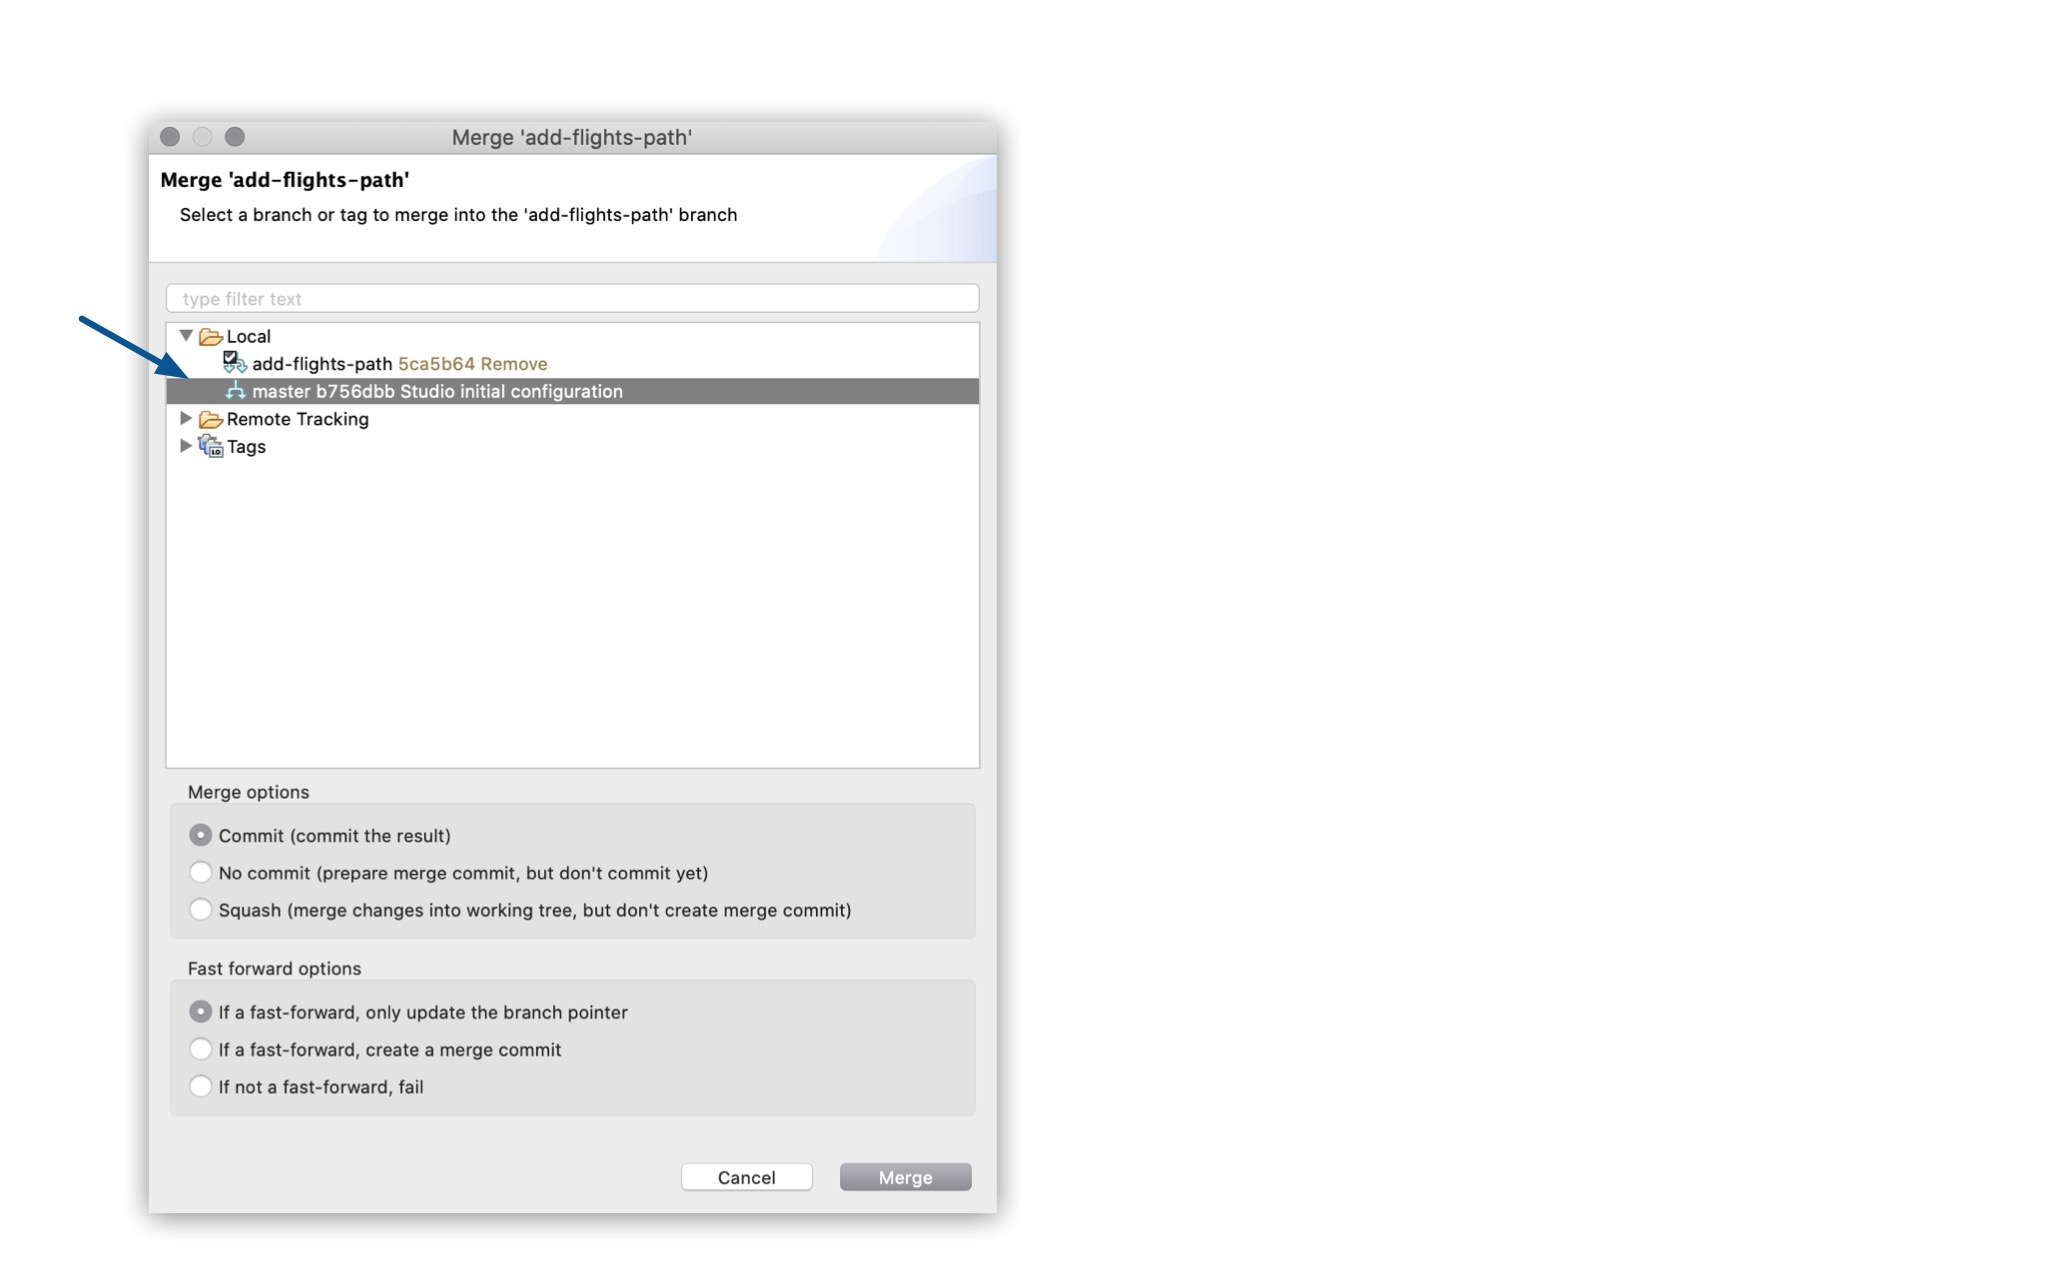 Merge 'add-flights-path'
Merge 'add-flights-path'
Select a branch or tag to merge into the 'add-flights-path' branch
type filter text
Local
add-flights-path 5ca5b64 Remove
master b756dbb Studio initial configuration
Remote Tracking
Tags
Merge options
Commit (commit the result)
No commit (prepare merge commit, but don't commit yet)
Squash (merge changes into working tree, but don't create merge commit)
Fast forward options
If a fast-forward, only update the branch pointer
If a fast-forward, create a merge commit
If not a fast-forward, fail
Cancel
Merge